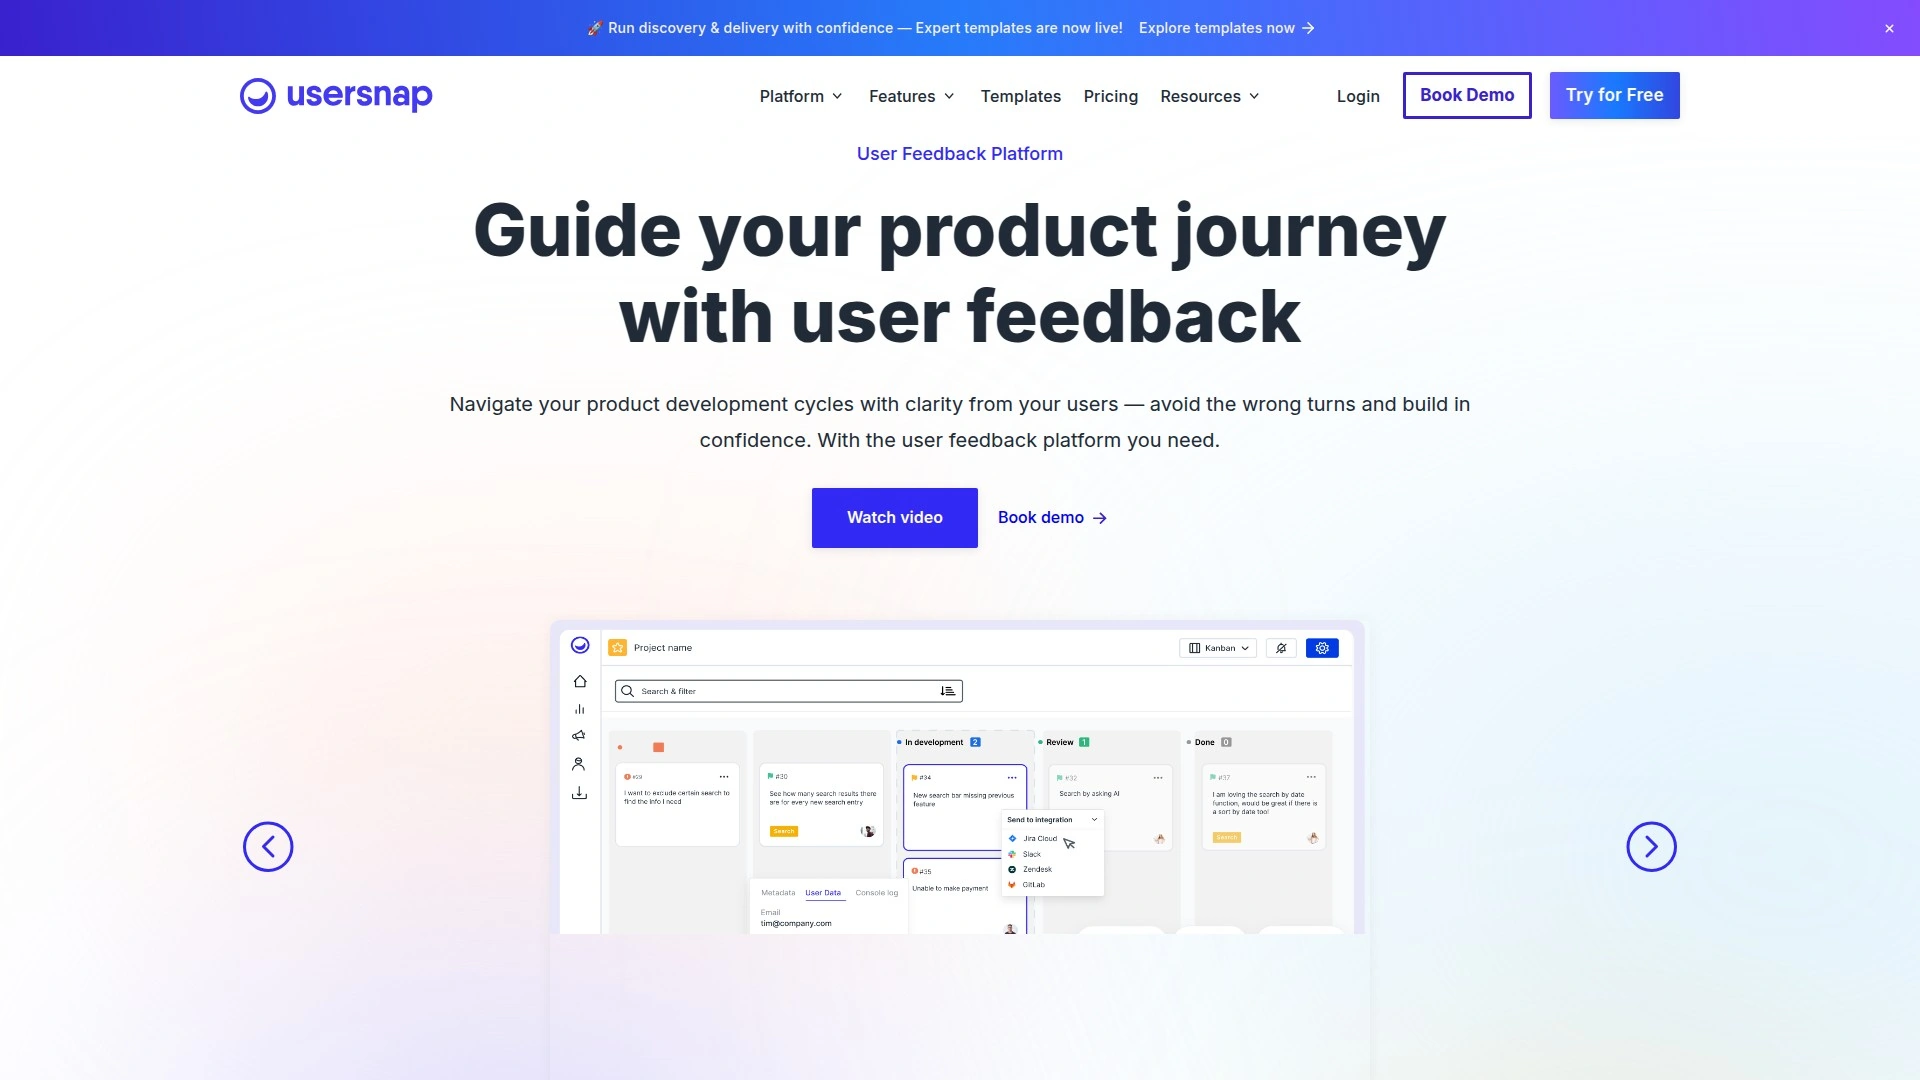 🚀 Run discovery & delivery with confidence — Expert templates are now live! Explore templates now →
usersnap
Platform
Features
Templates
Pricing
Resources
Login
Book Demo
Try for Free
User Feedback Platform
Guide your product journey
with user feedback
Navigate your product development cycles with clarity from your users — avoid the wrong turns and build in
confidence. With the user feedback platform you need.
Watch video
Book demo →
Project name
Kanban
Search & filter
In development 2
Review 1
Done 0
#29
I want to exclude certain search to
find the info I need
#30
See how many search results there
are for every new search entry
Search
#34
New search bar missing previous
feature
#32
Search by asking AI
#37
I am loving the search by date
function, would be great if there is
a sort by date too!
Search
Send to integration
Jira Cloud
Slack
Zendesk
GitLab
#35
Unable to make payment
Metadata
User Data
Console log
Email
tim@company.com